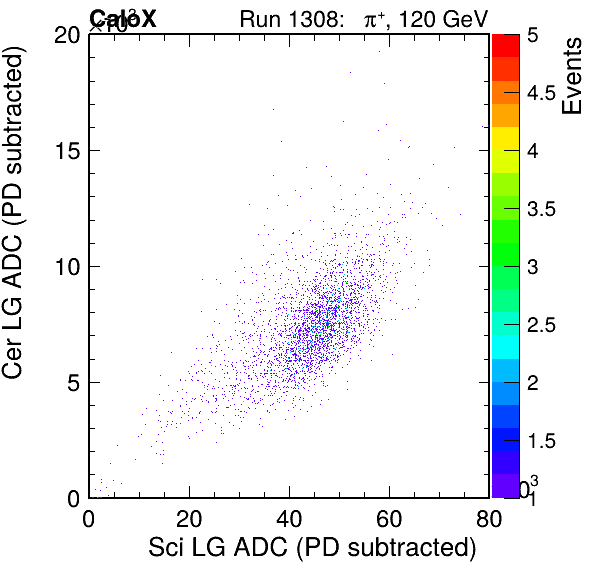 CaloX
×10³
Run 1308: π⁺, 120 GeV
Cer LG ADC (PD subtracted)
20
15
10
5
0
0 20 40 60 80
Sci LG ADC (PD subtracted)
Events
5
4.5
4
3.5
3
2.5
2
1.5
1